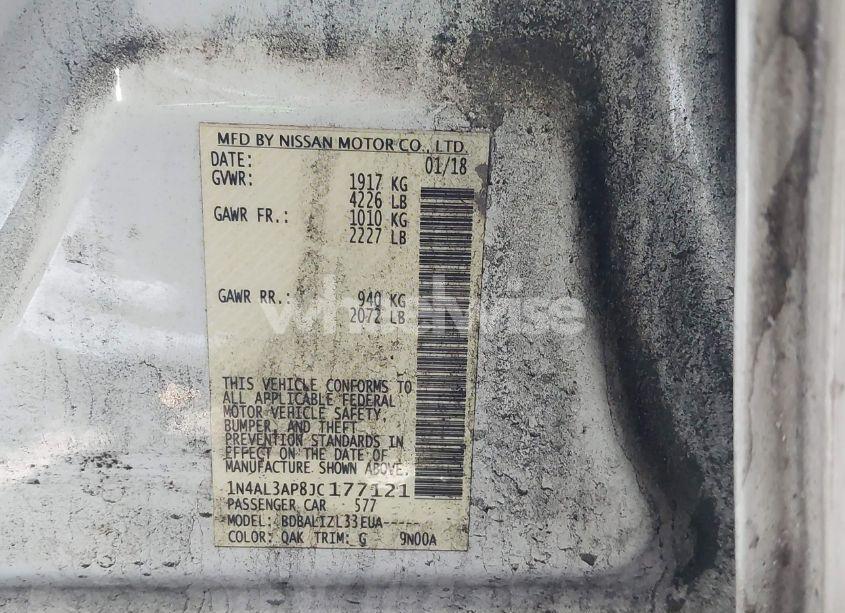 MFD BY NISSAN MOTOR CO., LTD.
DATE: 01/18
GVWR: 1917 KG
4226 LB
GAWR FR.: 1010 KG
2227 LB
GAWR RR.: 940 KG
2072 LB
wheelwise
THIS VEHICLE CONFORMS TO
ALL APPLICABLE FEDERAL
MOTOR VEHICLE SAFETY,
BUMPER, AND THEFT
PREVENTION STANDARDS IN
EFFECT ON THE DATE OF
MANUFACTURE SHOWN ABOVE.
1N4AL3AP8JC177121
PASSENGER CAR 577
MODEL: BDBALIZL33EUA-----
COLOR: QAK TRIM: G 9N00A